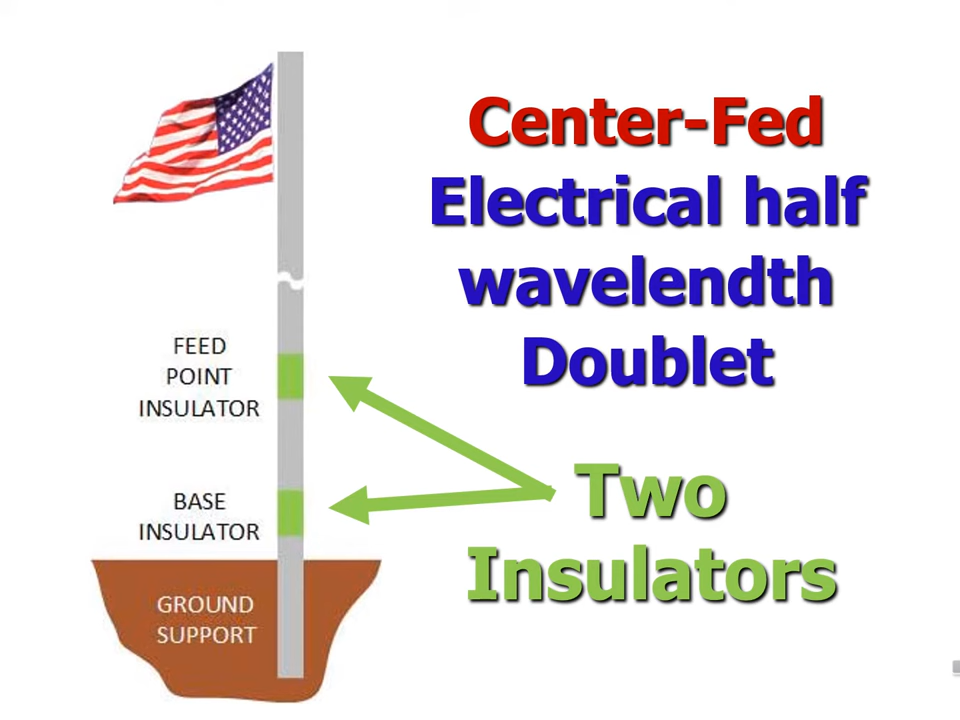 Center-Fed
Electrical half
wavelendth
Doublet
FEED
POINT
INSULATOR
BASE
INSULATOR
Two
Insulators
GROUND
SUPPORT